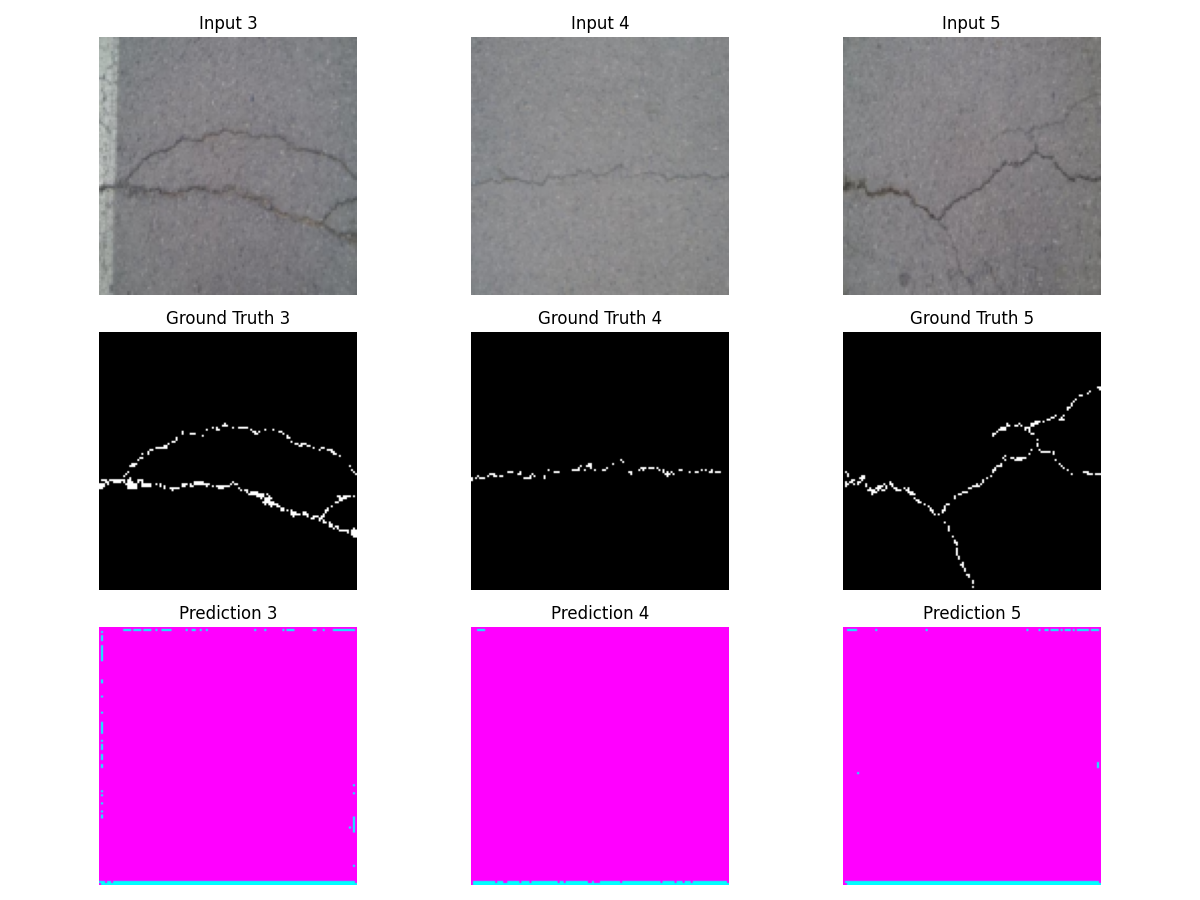 Input 3
Input 4
Input 5
Ground Truth 3
Ground Truth 4
Ground Truth 5
Prediction 3
Prediction 4
Prediction 5